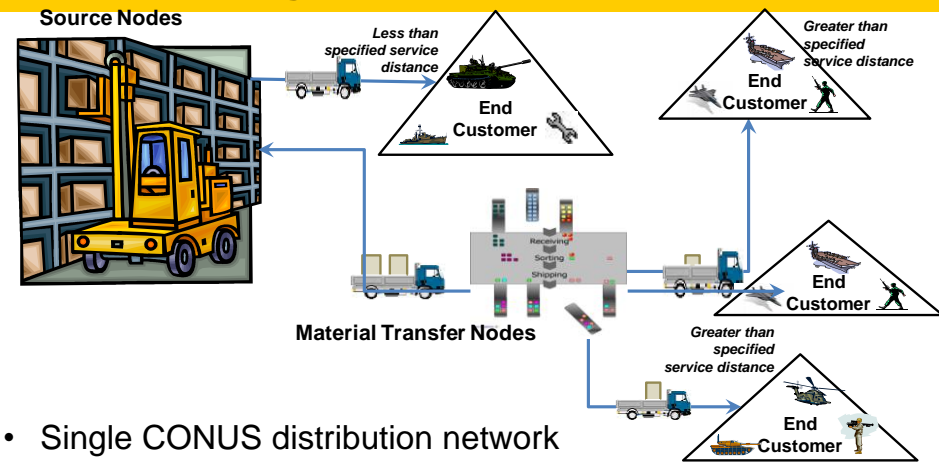 Source Nodes
Less than
specified service
distance
End
Customer
Greater than
specified
service distance
End
Customer
Receiving
Sorting
Shipping
End
Customer
Material Transfer Nodes
Greater than
specified
service distance
End
Customer
• Single CONUS distribution network